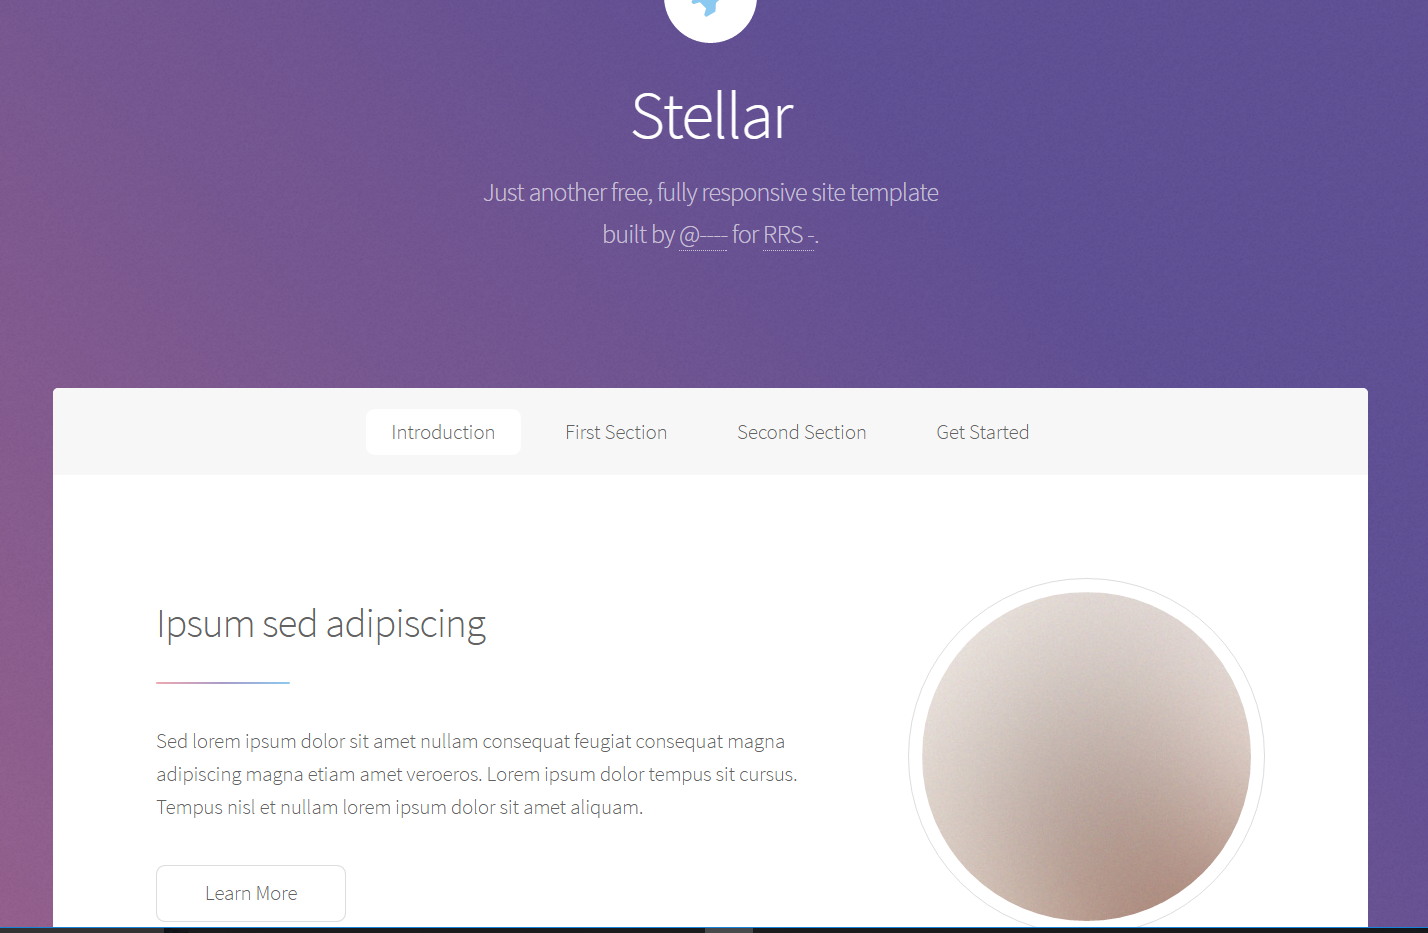 Stellar
Just another free, fully responsive site template
built by @---- for RRS -.
Introduction
First Section
Second Section
Get Started
Ipsum sed adipiscing
Sed lorem ipsum dolor sit amet nullam consequat feugiat consequat magna
adipiscing magna etiam amet veroeros. Lorem ipsum dolor tempus sit cursus.
Tempus nisl et nullam lorem ipsum dolor sit amet aliquam.
Learn More